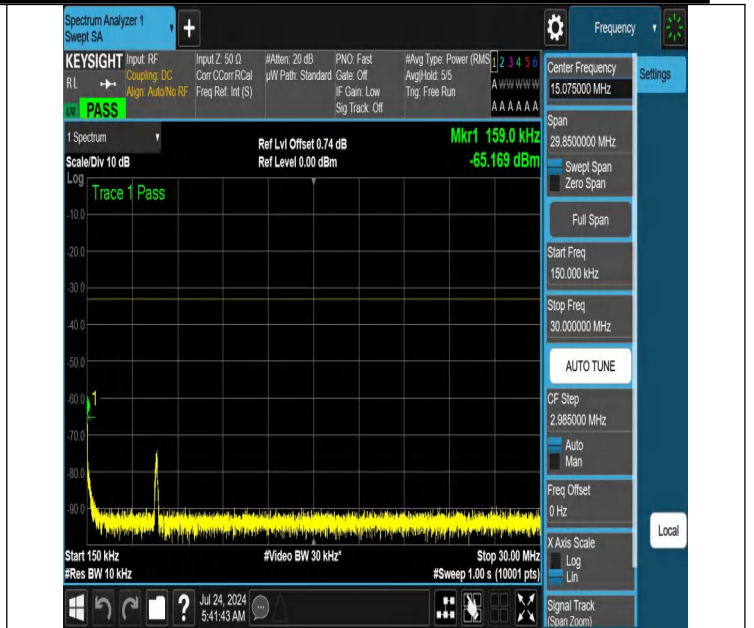 Spectrum Analyzer 1
Swept SA
+
Frequency
KEYSIGHT
RL
PASS
Input: RF
Coupling: DC
Align: Auto/No RF
Input Z: 50 Ω
Corr CCorr RCal
Freq Ref: Int (S)
#Atten: 20 dB
µW Path: Standard
PNO: Fast
Gate: Off
IF Gain: Low
Sig Track: Off
#Avg Type: Power (RMS
Avg|Hold: 5/5
Trig: Free Run
1 2 3 4 5 6
A W W W W W
A A A A A A
1 Spectrum
Scale/Div 10 dB
Ref Lvl Offset 0.74 dB
Ref Level 0.00 dBm
Mkr1 159.0 kHz
-65.169 dBm
Log
Trace 1 Pass
-10.0
-20.0
-30.0
-40.0
-50.0
-60.0
1
-70.0
-80.0
-90.0
Start 150 kHz
#Res BW 10 kHz
#Video BW 30 kHz*
Stop 30.00 MHz
#Sweep 1.00 s (10001 pts)
?
Jul 24, 2024
5:41:43 AM
Center Frequency
15.075000 MHz
Settings
Span
29.8500000 MHz
Swept Span
Zero Span
Full Span
Start Freq
150.000 kHz
Stop Freq
30.000000 MHz
AUTO TUNE
CF Step
2.985000 MHz
Auto
Man
Freq Offset
0 Hz
Local
X Axis Scale
Log
Lin
Signal Track
(Span Zoom)